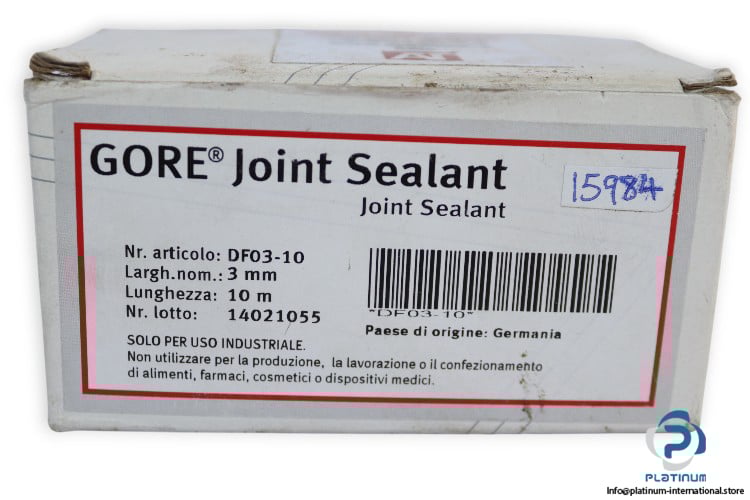 GORE® Joint Sealant
Joint Sealant
15984
Nr. articolo: DF03-10
Largh.nom.: 3 mm
Lunghezza: 10 m
Nr. lotto: 14021055
*DF03-10*
Paese di origine: Germania
SOLO PER USO INDUSTRIALE.
Non utilizzare per la produzione, la lavorazione o il confezionamento
di alimenti, farmaci, cosmetici o dispositivi medici.
PLATINUM
Info@platinum-international.store